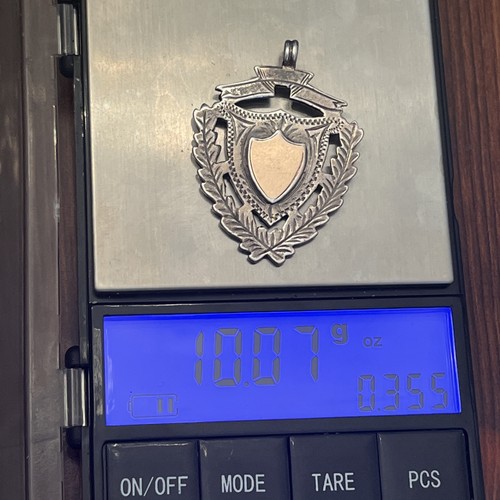 10.07 g oz
0.355
ON/OFF MODE TARE PCS